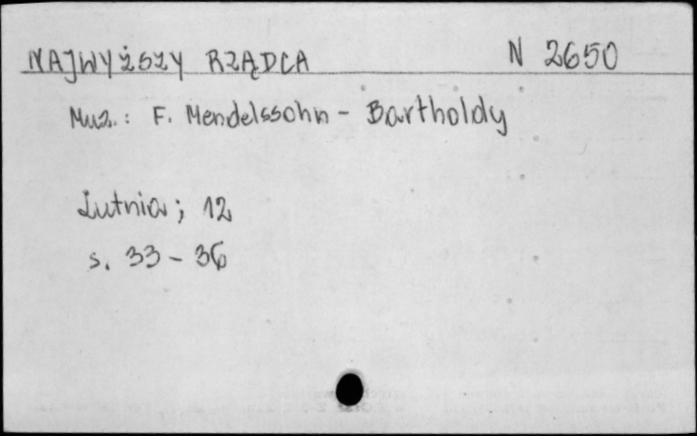 NAJWYŻSZY RZĄDCA N 2650
Muz.: F. Mendelssohn - Bartholdy
Lutnia; 12
s. 33 - 36